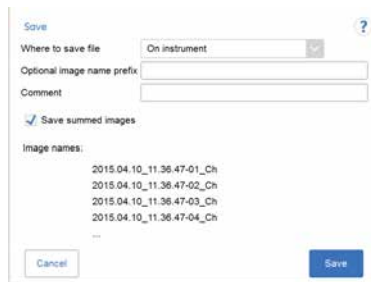 Save ?
Where to save file On instrument
Optional image name prefix
Comment
Save summed images
Image names:
2015.04.10_11.36.47-01_Ch
2015.04.10_11.36.47-02_Ch
2015.04.10_11.36.47-03_Ch
2015.04.10_11.36.47-04_Ch
...
Cancel Save